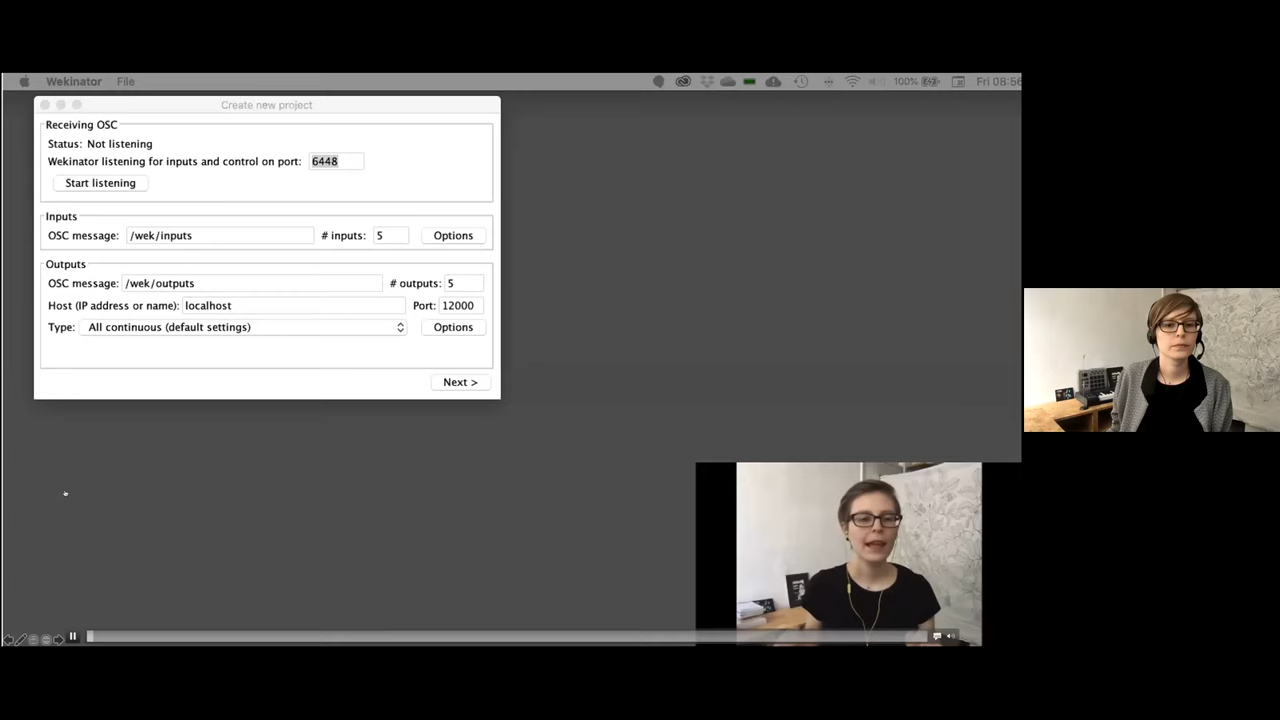 Wekinator File 100% Fri 08:56
Create new project
Receiving OSC
Status: Not listening
Wekinator listening for inputs and control on port: 6448
Start listening
Inputs
OSC message: /wek/inputs # inputs: 5 Options
Outputs
OSC message: /wek/outputs # outputs: 5
Host (IP address or name): localhost Port: 12000
Type: All continuous (default settings) Options
Next >